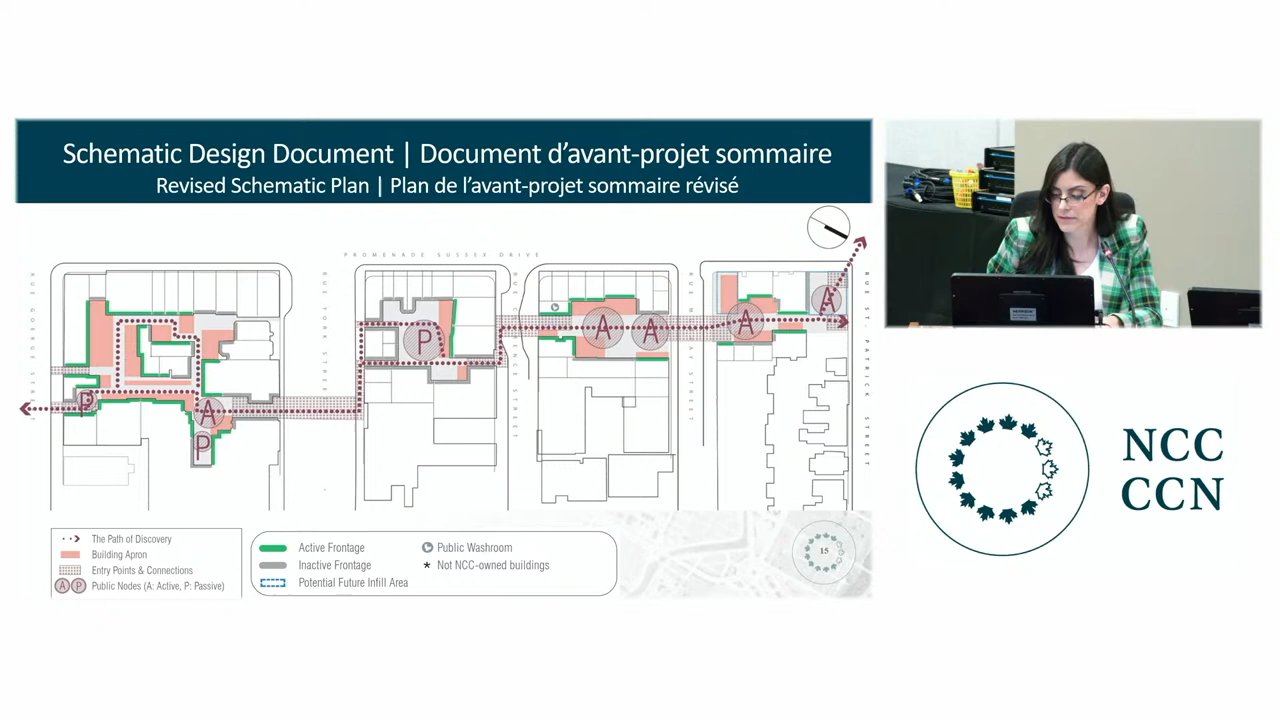 Schematic Design Document | Document d'avant-projet sommaire
Revised Schematic Plan | Plan de l'avant-projet sommaire révisé
PROMENADE SUSSEX DRIVE
RUE GEORGE STREET
RUE YORK STREET
RUE CLARENCE STREET
RUE MURRAY STREET
RUE ST PATRICK STREET
P
A
P
P
A
A
A
A
The Path of Discovery
Building Apron
Entry Points & Connections
A P Public Nodes (A: Active, P: Passive)
Active Frontage
Inactive Frontage
Potential Future Infill Area
Public Washroom
* Not NCC-owned buildings
15
NCC
CCN